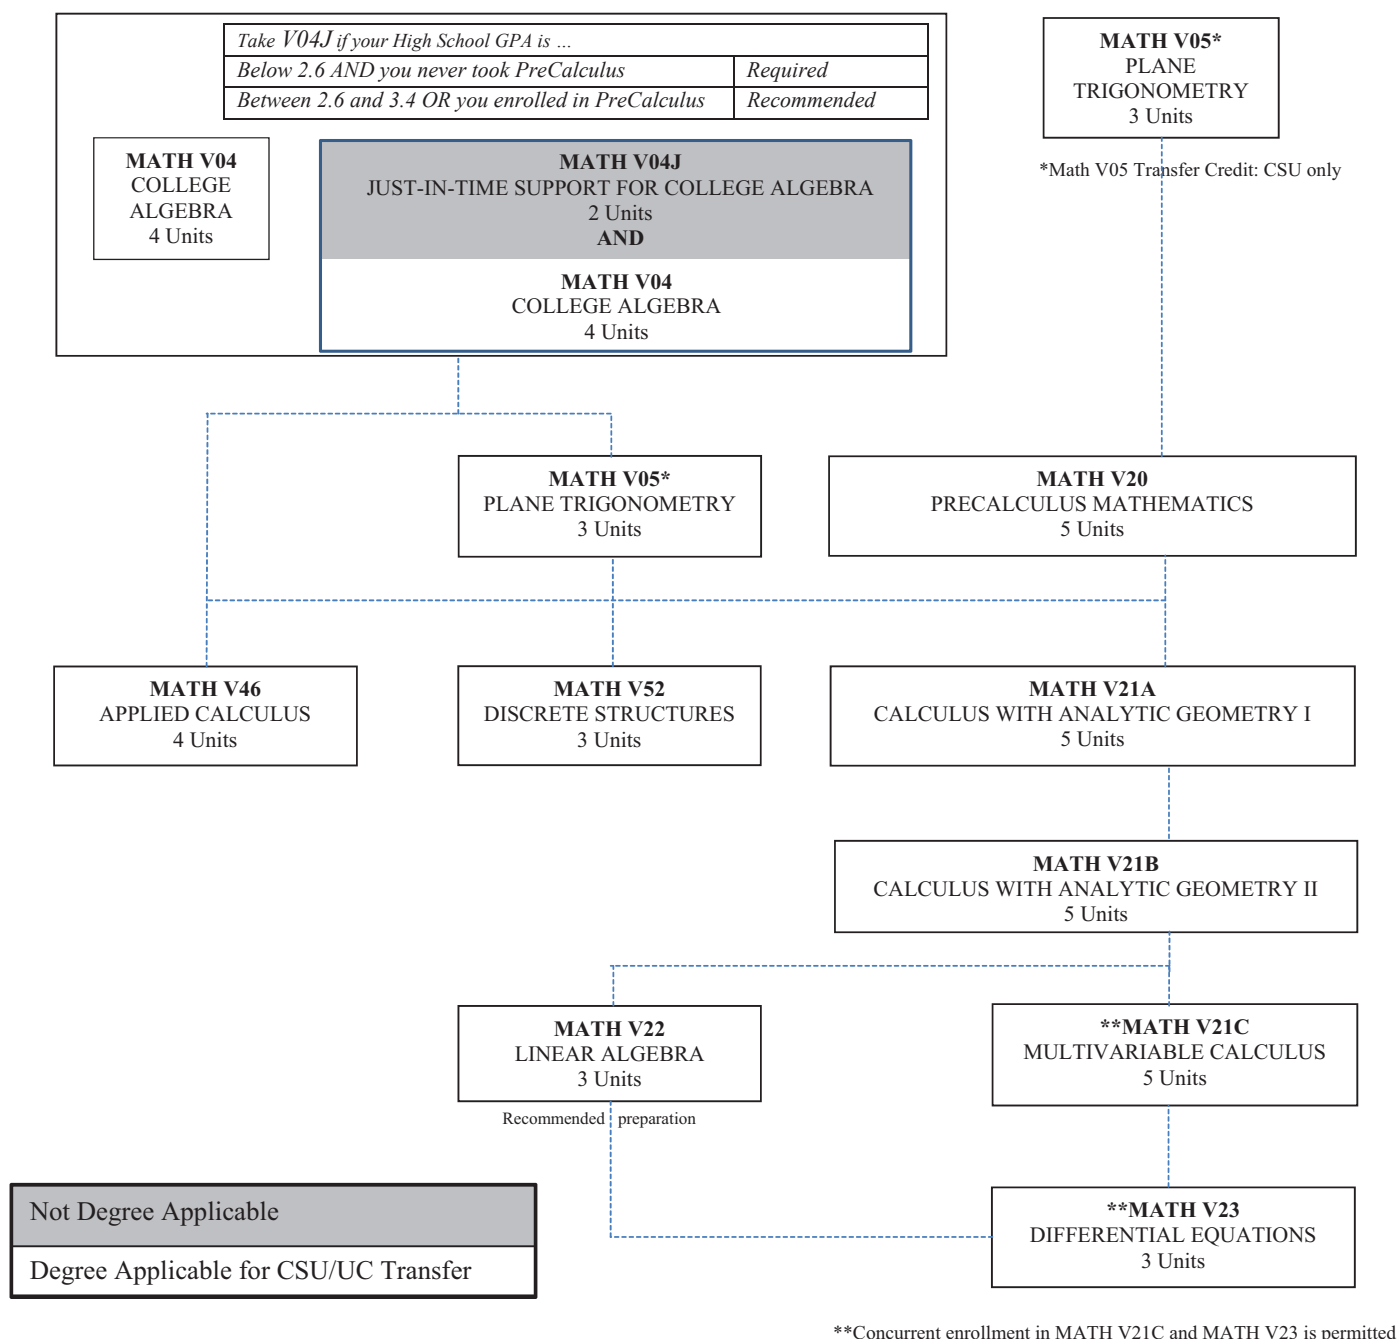 Take V04J if your High School GPA is …
Below 2.6 AND you never took PreCalculus Required
Between 2.6 and 3.4 OR you enrolled in PreCalculus Recommended
MATH V04
COLLEGE
ALGEBRA
4 Units
MATH V04J
JUST-IN-TIME SUPPORT FOR COLLEGE ALGEBRA
2 Units
AND
MATH V04
COLLEGE ALGEBRA
4 Units
MATH V05*
PLANE
TRIGONOMETRY
3 Units
*Math V05 Transfer Credit: CSU only
MATH V05*
PLANE TRIGONOMETRY
3 Units
MATH V20
PRECALCULUS MATHEMATICS
5 Units
MATH V46
APPLIED CALCULUS
4 Units
MATH V52
DISCRETE STRUCTURES
3 Units
MATH V21A
CALCULUS WITH ANALYTIC GEOMETRY I
5 Units
MATH V21B
CALCULUS WITH ANALYTIC GEOMETRY II
5 Units
MATH V22
LINEAR ALGEBRA
3 Units
Recommended preparation
**MATH V21C
MULTIVARIABLE CALCULUS
5 Units
**MATH V23
DIFFERENTIAL EQUATIONS
3 Units
Not Degree Applicable
Degree Applicable for CSU/UC Transfer
**Concurrent enrollment in MATH V21C and MATH V23 is permitted